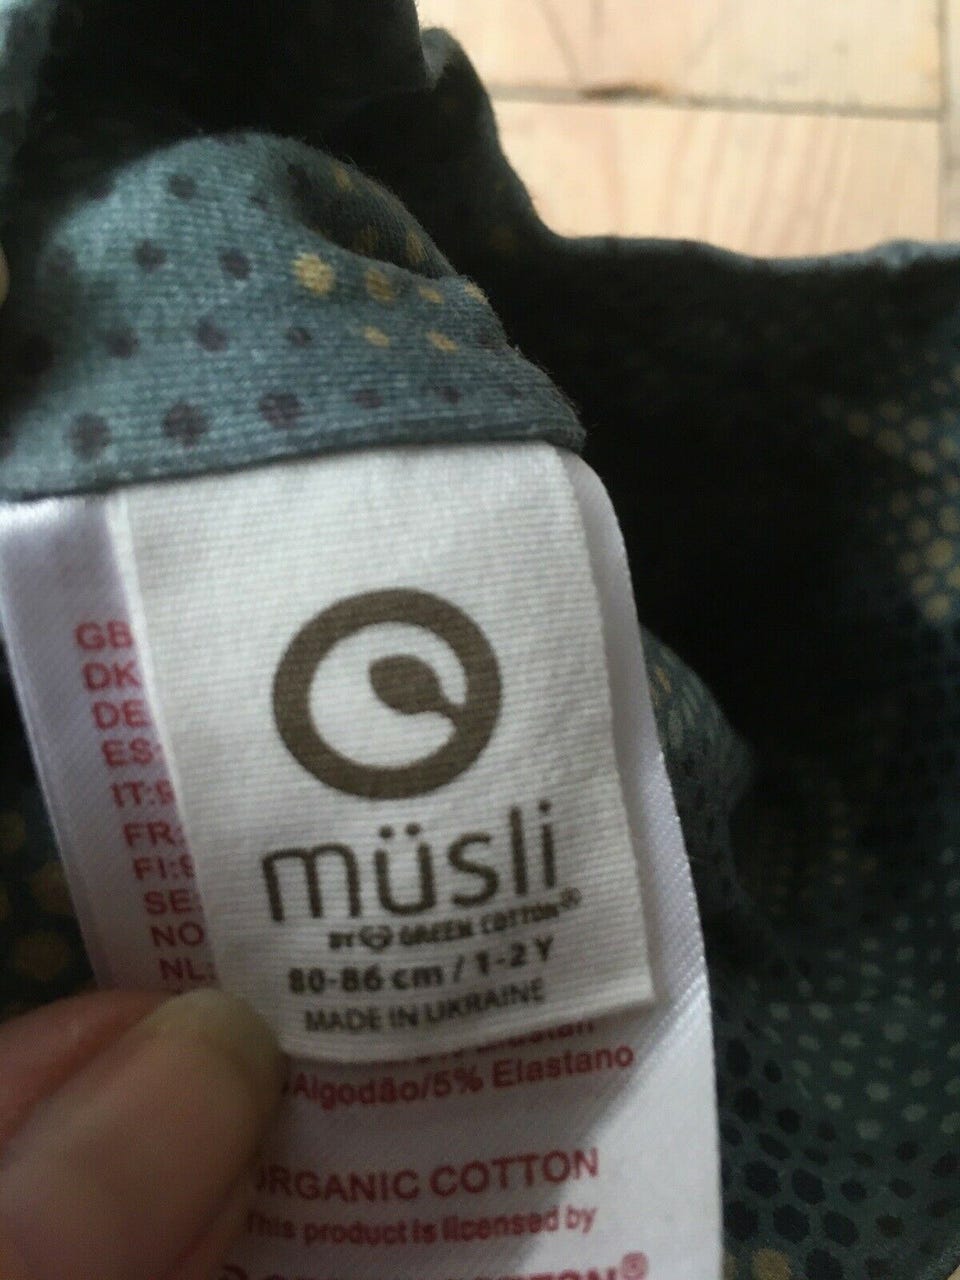 müsli
BY GREEN COTTON®
80-86 cm / 1-2 Y
MADE IN UKRAINE
GB
DK
DE
ES:
IT:
FR:
FI:
SE:
NO
NL:
Algodão/5% Elastano
ORGANIC COTTON
This product is licensed by
COTTON®